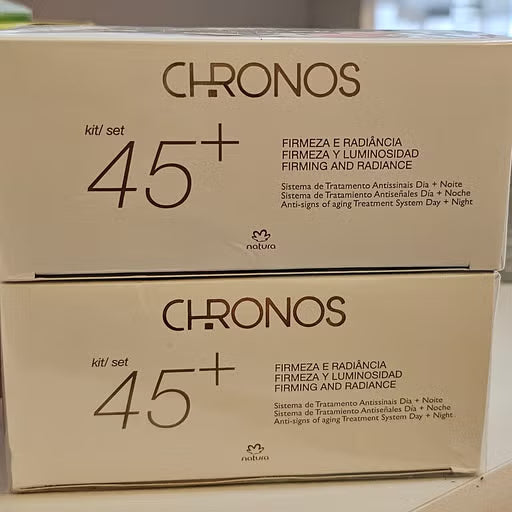 CHRONOS
kit/ set
45+
FIRMEZA E RADIÂNCIA
FIRMEZA Y LUMINOSIDAD
FIRMING AND RADIANCE
Sistema de Tratamento Antissinais Dia + Noite
Sistema de Tratamiento Antiseñales Día + Noche
Anti-signs of aging Treatment System Day + Night
natura
CHRONOS
kit/ set
45+
FIRMEZA E RADIÂNCIA
FIRMEZA Y LUMINOSIDAD
FIRMING AND RADIANCE
Sistema de Tratamento Antissinais Dia + Noite
Sistema de Tratamiento Antiseñales Día + Noche
Anti-signs of aging Treatment System Day + Night
natura